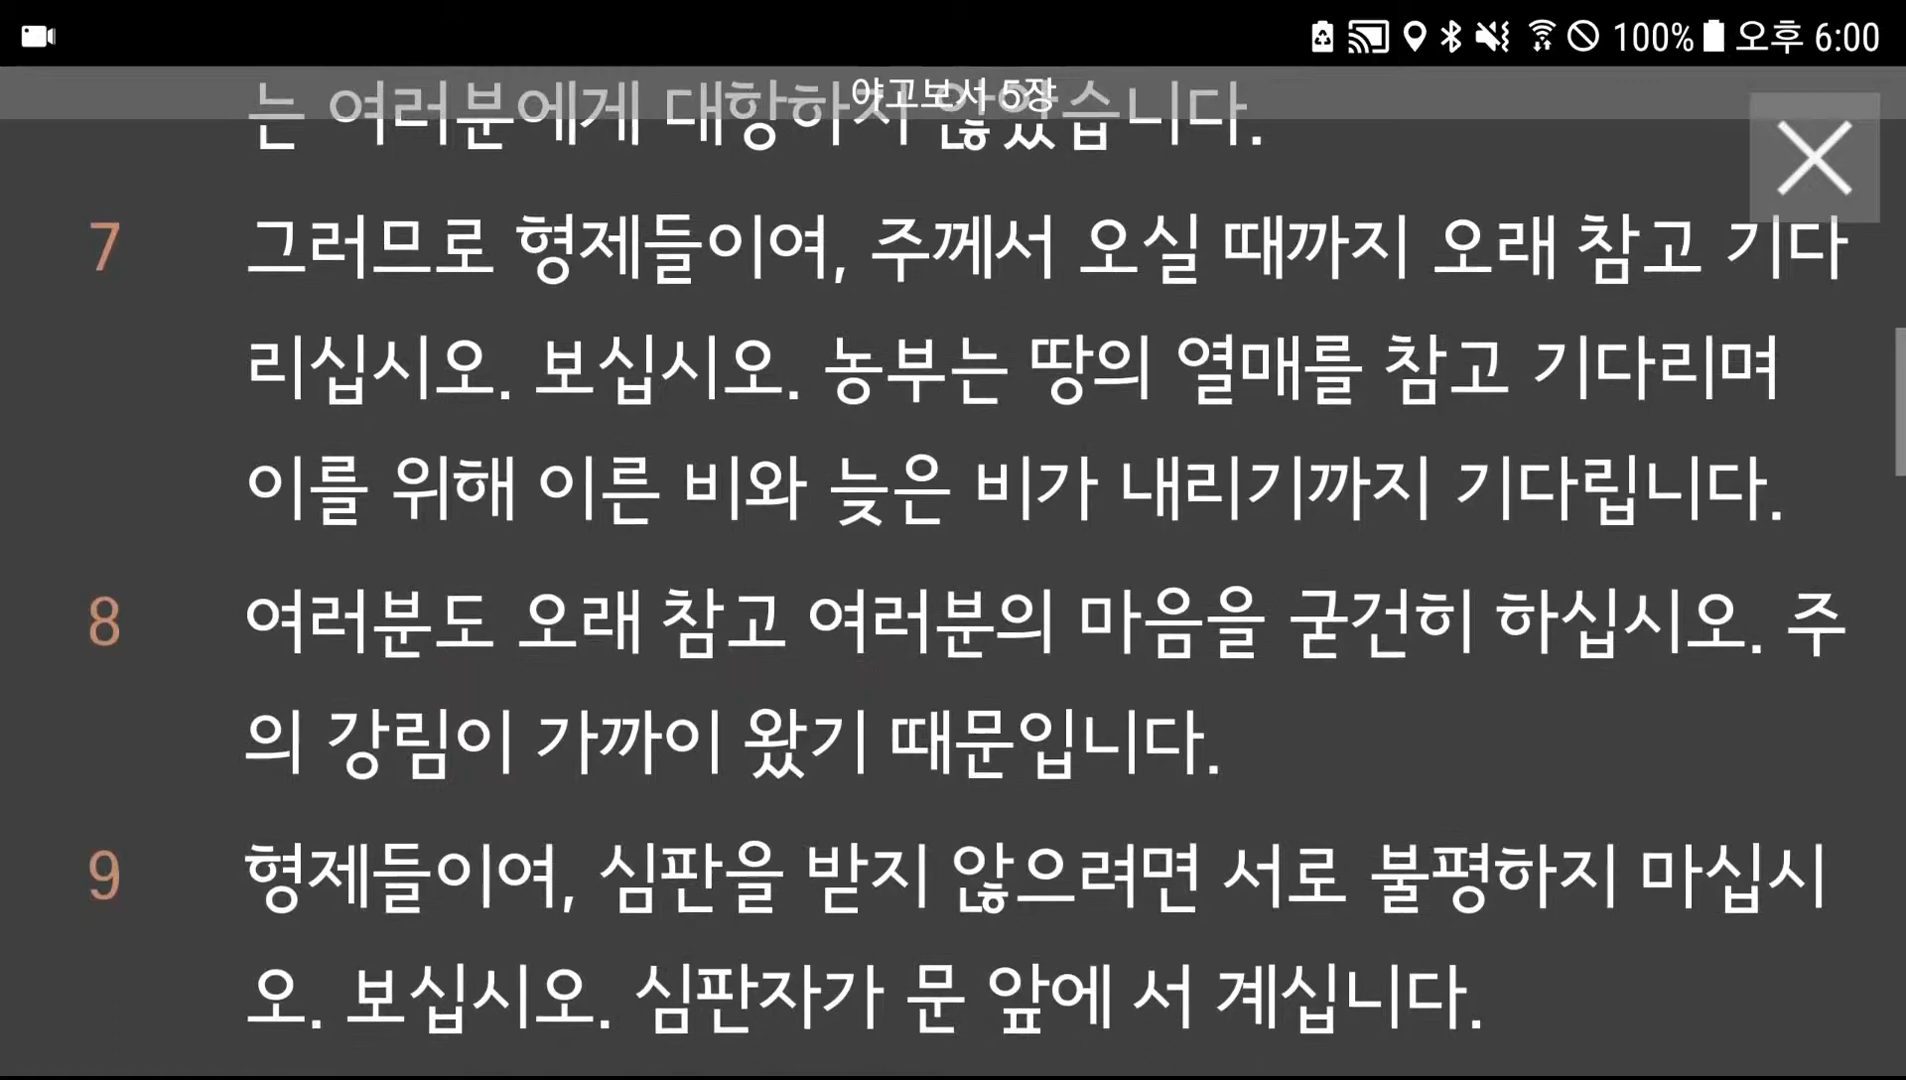 100% 오후 6:00
야고보서 5장
는 여러분에게 대항하지 않았습니다.
7 그러므로 형제들이여, 주께서 오실 때까지 오래 참고 기다
리십시오. 보십시오. 농부는 땅의 열매를 참고 기다리며
이를 위해 이른 비와 늦은 비가 내리기까지 기다립니다.
8 여러분도 오래 참고 여러분의 마음을 굳건히 하십시오. 주
의 강림이 가까이 왔기 때문입니다.
9 형제들이여, 심판을 받지 않으려면 서로 불평하지 마십시
오. 보십시오. 심판자가 문 앞에 서 계십니다.